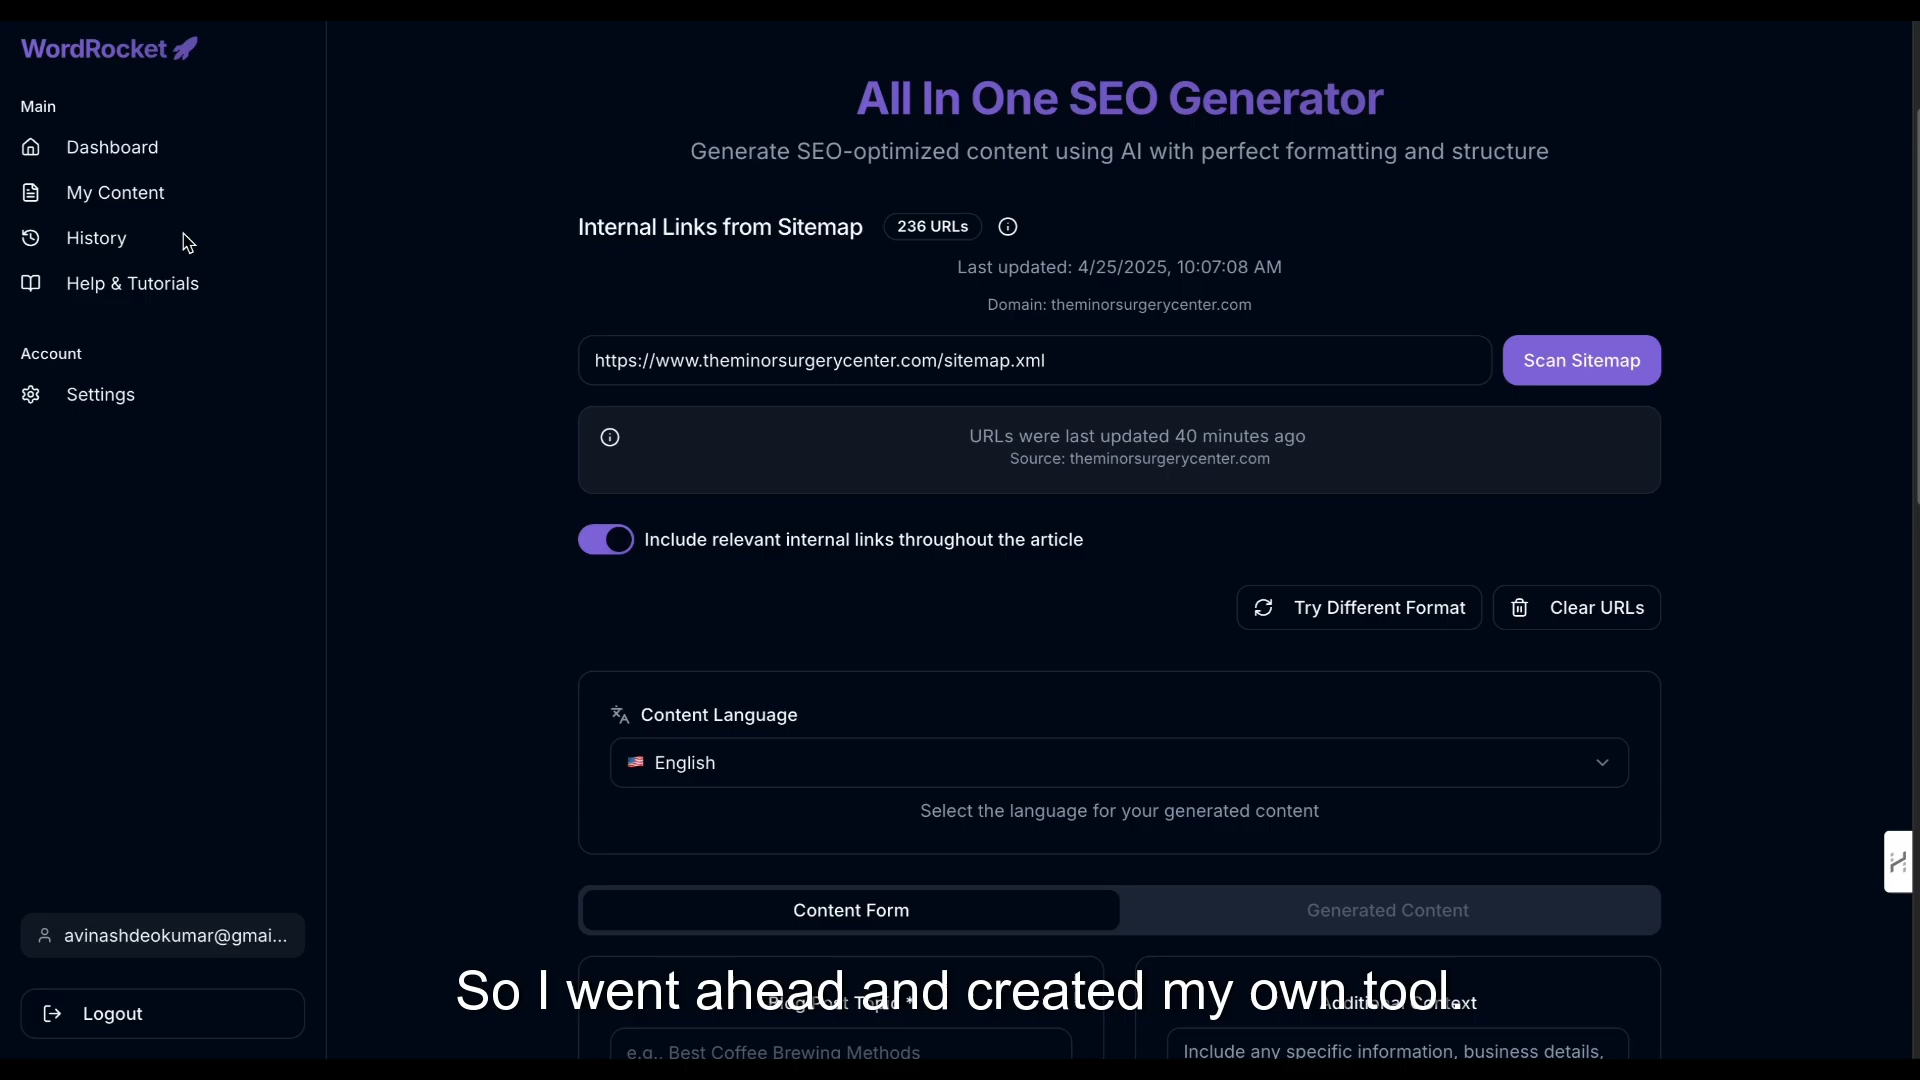 WordRocket
Main
Dashboard
My Content
History
Help & Tutorials
Account
Settings
avinashdeokumar@gmai...
Logout
All In One SEO Generator
Generate SEO-optimized content using AI with perfect formatting and structure
Internal Links from Sitemap 236 URLs
Last updated: 4/25/2025, 10:07:08 AM
Domain: theminorsurgerycenter.com
https://www.theminorsurgerycenter.com/sitemap.xml Scan Sitemap
URLs were last updated 40 minutes ago
Source: theminorsurgerycenter.com
Include relevant internal links throughout the article
Try Different Format Clear URLs
Content Language
English
Select the language for your generated content
Content Form Generated Content
Blog Post Topic * Additional Context
So I went ahead and created my own tool.
e.g., Best Coffee Brewing Methods Include any specific information, business details,